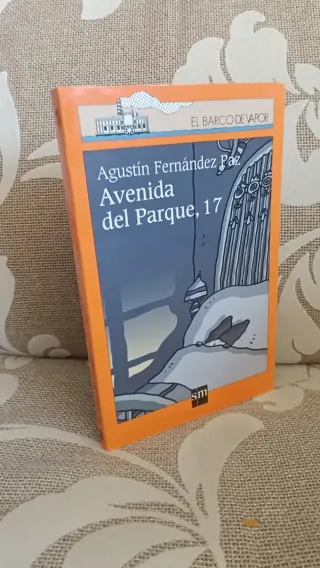 EL BARCO DE VAPOR
Agustín Fernández Paz
Avenida
del Parque, 17
sm